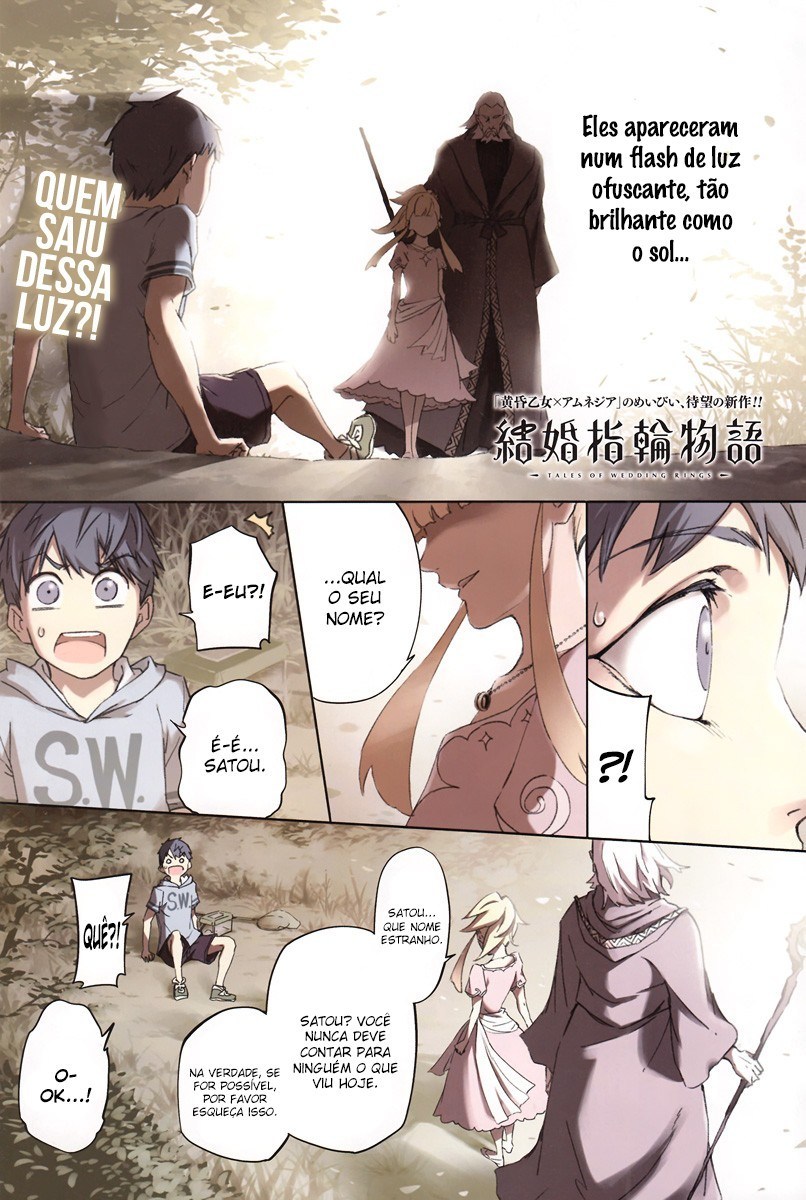 Eles apareceram
num flash de luz
ofuscante, tão
brilhante como
o sol...
QUEM
SAIU
DESSA
LUZ?!
『黄昏乙女×アムネジア』のめいびい、待望の新作!!
結婚指輪物語
TALES OF WEDDING RINGS
?!
...QUAL
O SEU
NOME?
E-EU?!
É-É...
SATOU.
S.W.
SATOU...
QUE NOME
ESTRANHO.
SATOU? VOCÊ
NUNCA DEVE
CONTAR PARA
NINGUÉM O QUE
VIU HOJE.
NA VERDADE, SE
FOR POSSÍVEL,
POR FAVOR
ESQUEÇA ISSO.
S.W.
QUÊ?!
O-
OK...!